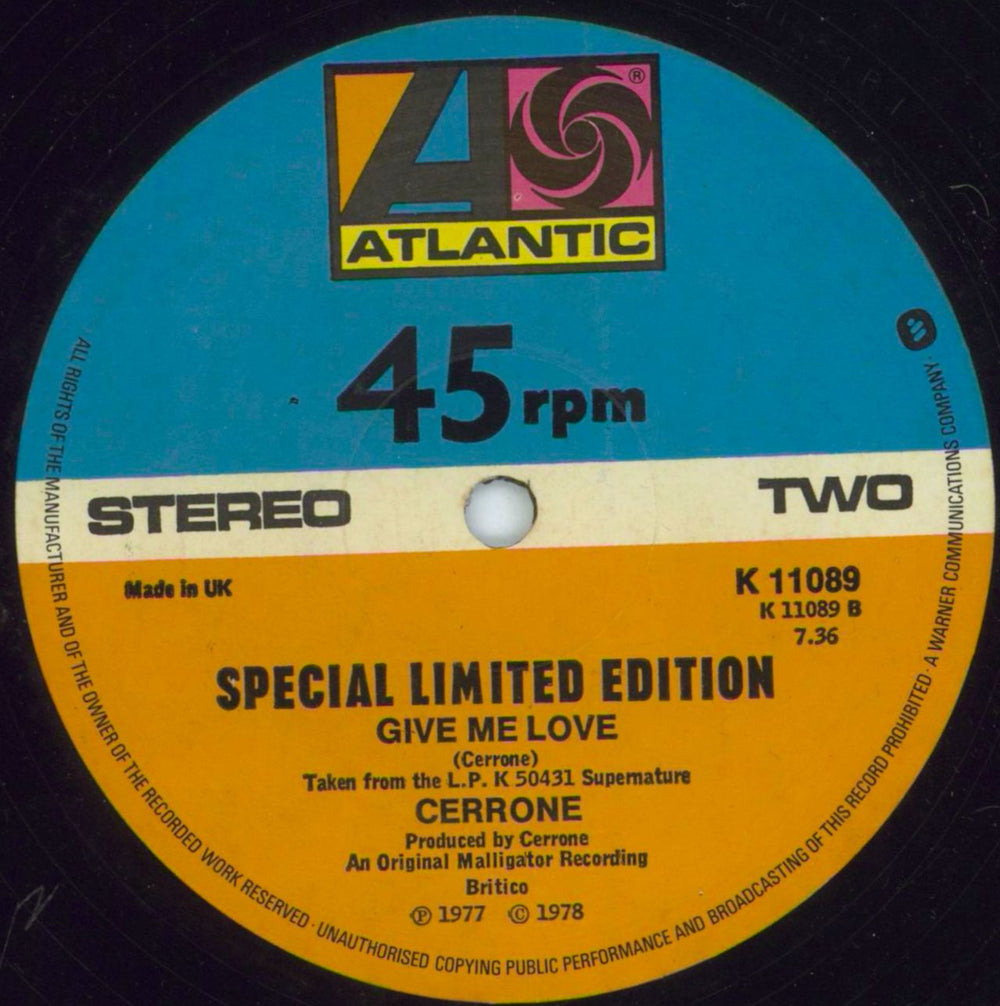 ®
ATLANTIC
45 rpm
STEREO
TWO
Made in UK
K 11089
K 11089 B
7.36
SPECIAL LIMITED EDITION
GIVE ME LOVE
(Cerrone)
Taken from the L.P. K 50431 Supernature
CERRONE
Produced by Cerrone
An Original Malligator Recording
Britico
℗ 1977 © 1978
ALL RIGHTS OF THE MANUFACTURER AND OF THE OWNER OF THE RECORDED WORK RESERVED · UNAUTHORISED COPYING PUBLIC PERFORMANCE AND BROADCASTING OF THIS RECORD PROHIBITED · A WARNER COMMUNICATIONS COMPANY ·